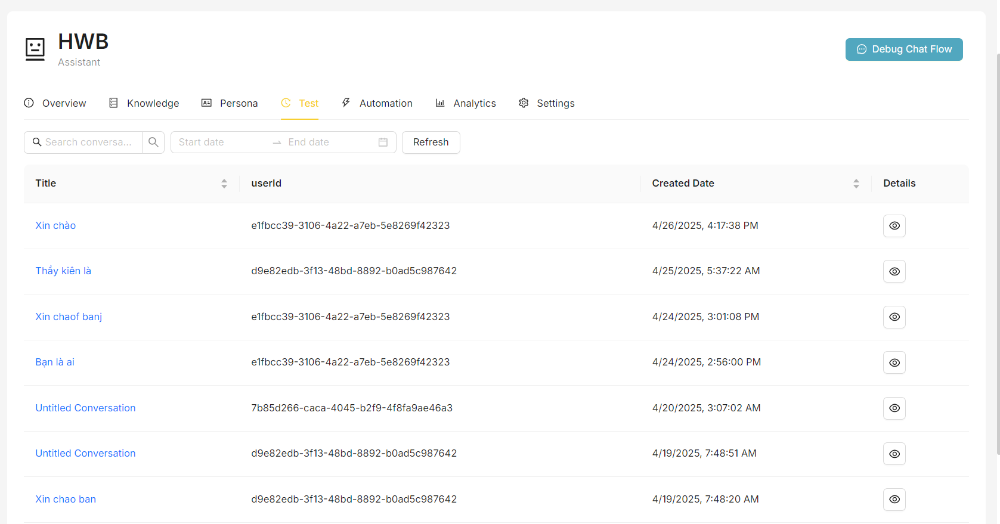 HWB
Assistant
Debug Chat Flow
Overview Knowledge Persona Test Automation Analytics Settings
Search conversa... Start date End date Refresh
Title userId Created Date Details
Xin chào e1fbcc39-3106-4a22-a7eb-5e8269f42323 4/26/2025, 4:17:38 PM
Thầy kiên là d9e82edb-3f13-48bd-8892-b0ad5c987642 4/25/2025, 5:37:22 AM
Xin chaof banj e1fbcc39-3106-4a22-a7eb-5e8269f42323 4/24/2025, 3:01:08 PM
Bạn là ai e1fbcc39-3106-4a22-a7eb-5e8269f42323 4/24/2025, 2:56:00 PM
Untitled Conversation 7b85d266-caca-4045-b2f9-4f8fa9ae46a3 4/20/2025, 3:07:02 AM
Untitled Conversation d9e82edb-3f13-48bd-8892-b0ad5c987642 4/19/2025, 7:48:51 AM
Xin chao ban d9e82edb-3f13-48bd-8892-b0ad5c987642 4/19/2025, 7:48:20 AM